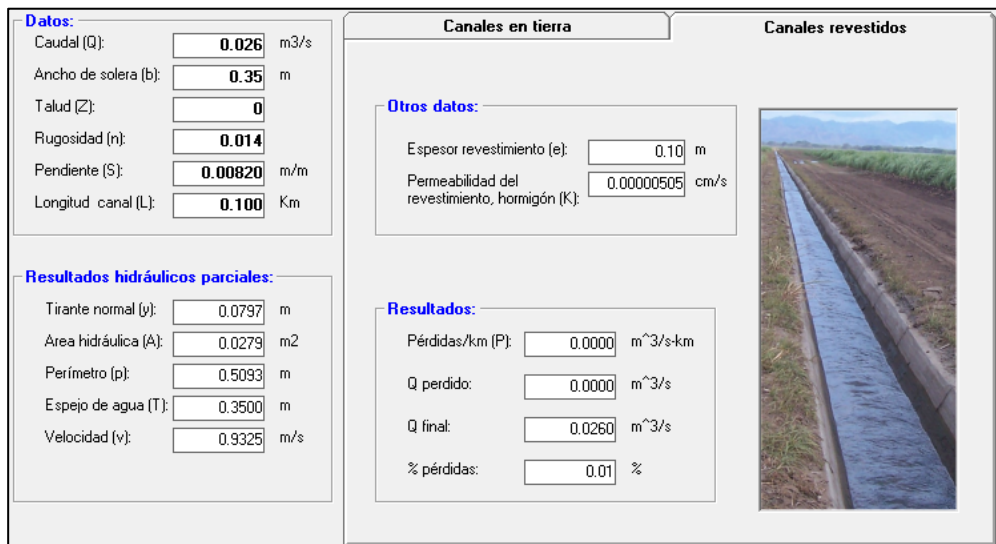 Datos:
Caudal (Q): 0.026 m3/s
Ancho de solera (b): 0.35 m
Talud (Z): 0
Rugosidad (n): 0.014
Pendiente (S): 0.00820 m/m
Longitud canal (L): 0.100 Km
Resultados hidráulicos parciales:
Tirante normal (y): 0.0797 m
Area hidráulica (A): 0.0279 m2
Perímetro (p): 0.5093 m
Espejo de agua (T): 0.3500 m
Velocidad (v): 0.9325 m/s
Canales en tierra
Canales revestidos
Otros datos:
Espesor revestimiento (e): 0.10 m
Permeabilidad del
revestimiento, hormigón (K): 0.00000505 cm/s
Resultados:
Pérdidas/km (P): 0.0000 m^3/s-km
Q perdido: 0.0000 m^3/s
Q final: 0.0260 m^3/s
% pérdidas: 0.01 %